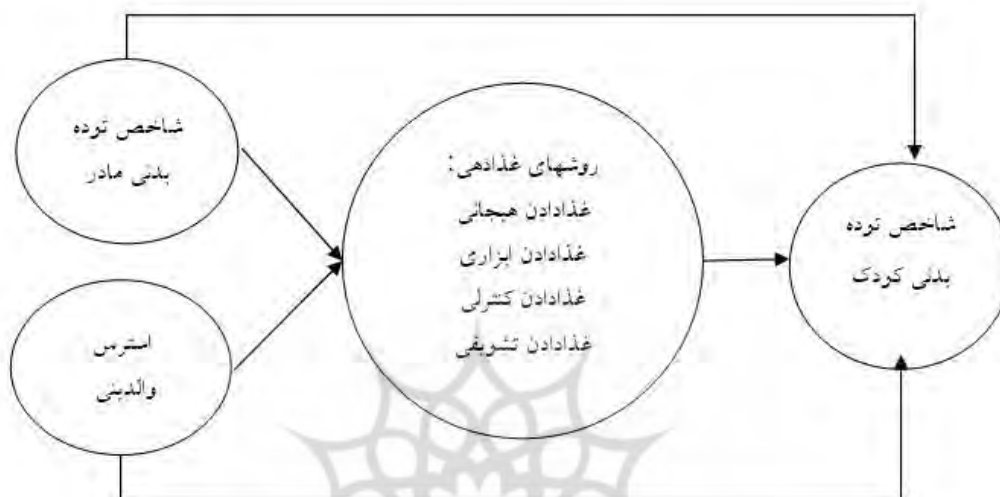 شاخص توده
بدنی مادر
روشهای غذادهی:
غذادادن هیجانی
غذادادن ابزاری
غذادادن کنترلی
غذادادن تشویقی
شاخص توده
بدنی کودک
استرس
والدینی